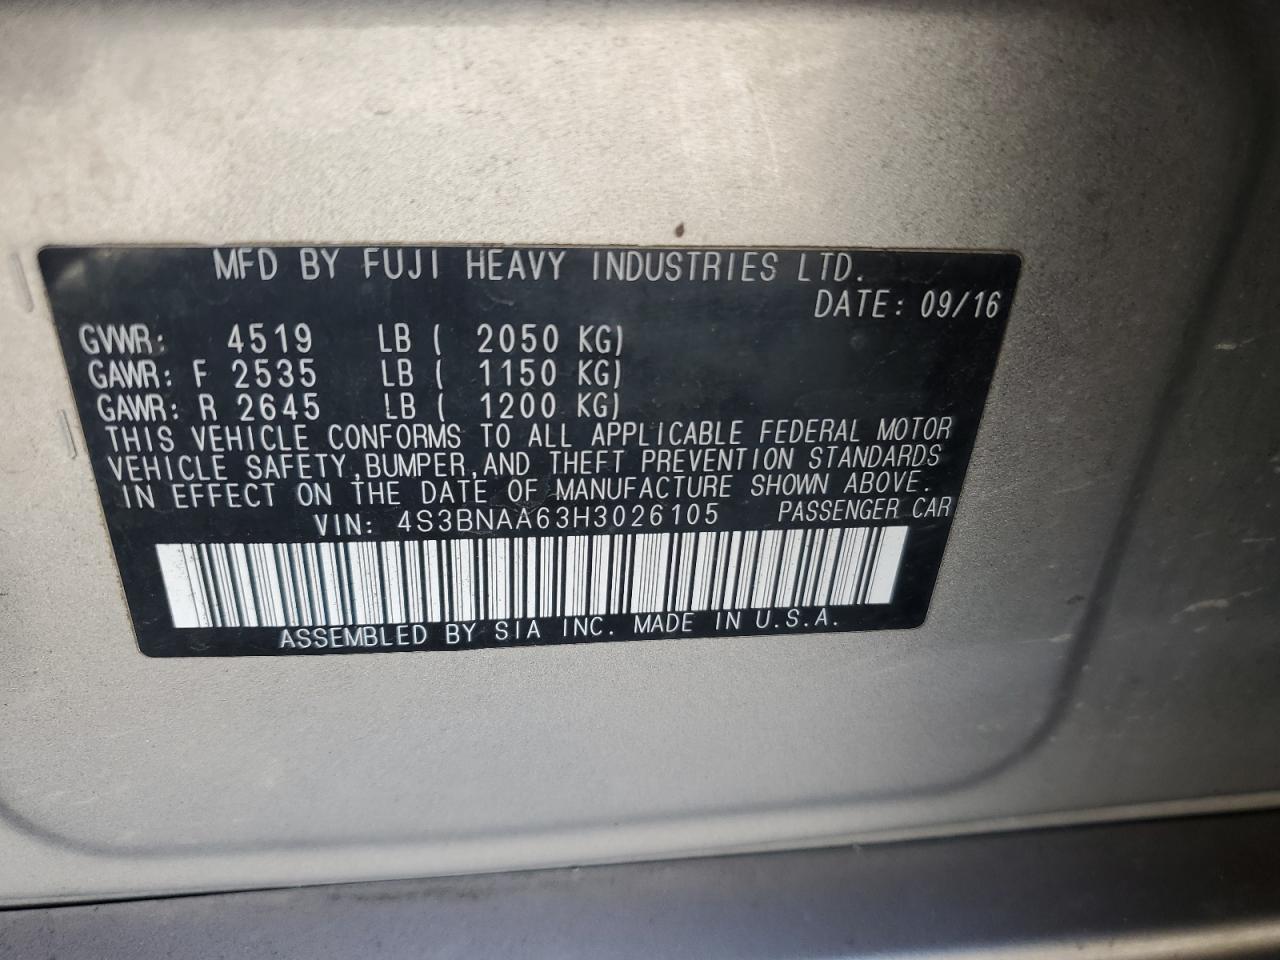 MFD BY FUJI HEAVY INDUSTRIES LTD.
DATE: 09/16
GVWR: 4519 LB ( 2050 KG)
GAWR: F 2535 LB ( 1150 KG)
GAWR: R 2645 LB ( 1200 KG)
THIS VEHICLE CONFORMS TO ALL APPLICABLE FEDERAL MOTOR
VEHICLE SAFETY,BUMPER,AND THEFT PREVENTION STANDARDS
IN EFFECT ON THE DATE OF MANUFACTURE SHOWN ABOVE.
VIN: 4S3BNAA63H3026105 PASSENGER CAR
ASSEMBLED BY SIA INC. MADE IN U.S.A.